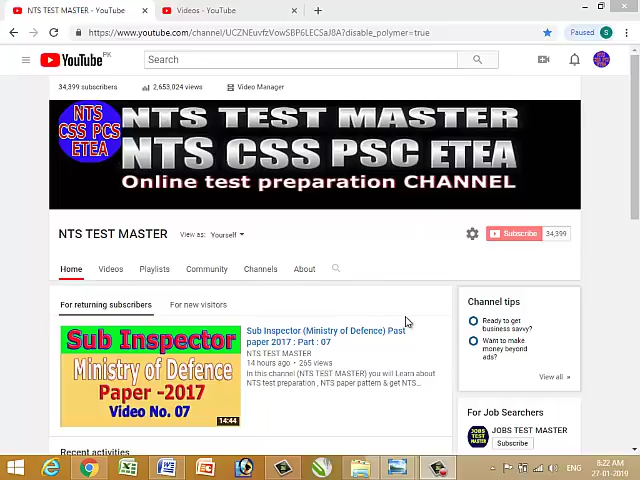 NTS TEST MASTER - YouTube
Videos - YouTube
https://www.youtube.com/channel/UCZNEuvfzVowSBP6LECSaJ8A?disable_polymer=true
Paused
S
YouTube PK
Search
34,399 subscribers
2,653,024 views
Video Manager
NTS
CSS PCS
ETEA
NTS TEST MASTER
NTS CSS PSC ETEA
Online test preparation CHANNEL
NTS TEST MASTER
View as: Yourself
Subscribe 34,399
Home
Videos
Playlists
Community
Channels
About
For returning subscribers
For new visitors
Sub Inspector
Ministry of Defence
Paper -2017
Video No. 07
14:44
Sub Inspector (Ministry of Defence) Past
paper 2017 : Part : 07
NTS TEST MASTER
14 hours ago • 265 views
In this channel (NTS TEST MASTER) you will Learn about
NTS test preparation , NTS paper pattern & get NTS...
Recent activities
Channel tips
Ready to get
business savvy?
Want to make
money beyond
ads?
View all »
For Job Searchers
JOBS
TEST
MASTER
JOBS TEST MASTER
Subscribe
ENG
8:22 AM
27-01-2019